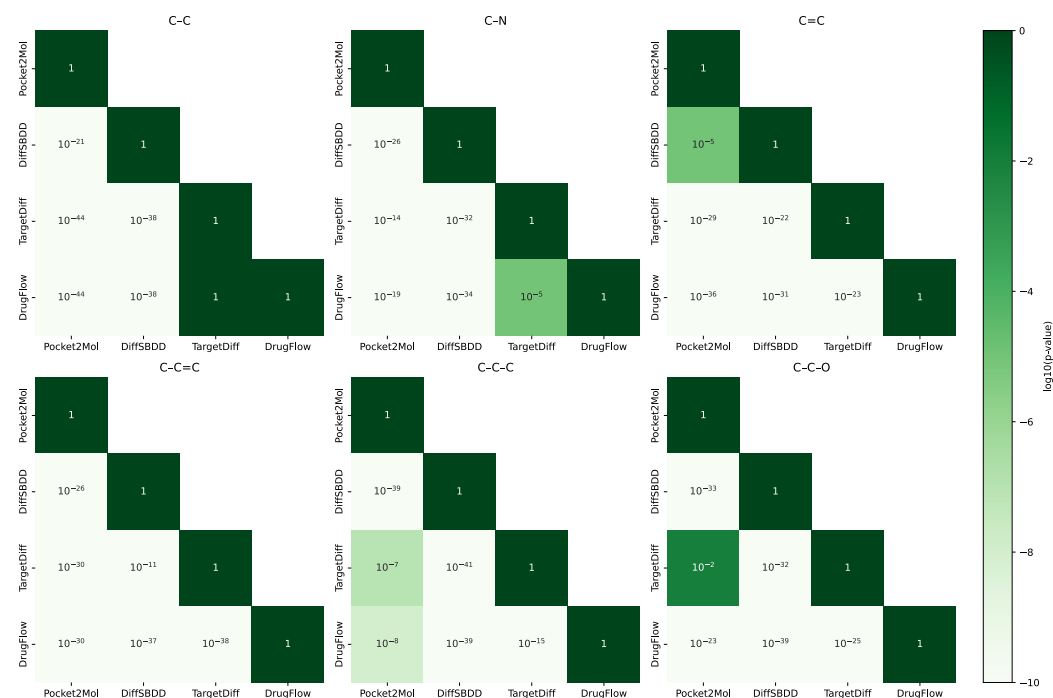 C–C
C–N
C=C
Pocket2Mol
1
DiffSBDD
10⁻²¹
1
TargetDiff
10⁻⁴⁴
10⁻³⁸
1
DrugFlow
10⁻⁴⁴
10⁻³⁸
1
1
Pocket2Mol DiffSBDD TargetDiff DrugFlow
Pocket2Mol
1
DiffSBDD
10⁻²⁶
1
TargetDiff
10⁻¹⁴
10⁻³²
1
DrugFlow
10⁻¹⁹
10⁻³⁴
10⁻⁵
1
Pocket2Mol DiffSBDD TargetDiff DrugFlow
Pocket2Mol
1
DiffSBDD
10⁻⁵
1
TargetDiff
10⁻²⁹
10⁻²²
1
DrugFlow
10⁻³⁶
10⁻³¹
10⁻²³
1
Pocket2Mol DiffSBDD TargetDiff DrugFlow
C–C=C
C–C–C
C–C–O
Pocket2Mol
1
DiffSBDD
10⁻²⁶
1
TargetDiff
10⁻³⁰
10⁻¹¹
1
DrugFlow
10⁻³⁰
10⁻³⁷
10⁻³⁸
1
Pocket2Mol DiffSBDD TargetDiff DrugFlow
Pocket2Mol
1
DiffSBDD
10⁻³⁹
1
TargetDiff
10⁻⁷
10⁻⁴¹
1
DrugFlow
10⁻⁸
10⁻³⁹
10⁻¹⁵
1
Pocket2Mol DiffSBDD TargetDiff DrugFlow
Pocket2Mol
1
DiffSBDD
10⁻³³
1
TargetDiff
10⁻²
10⁻³²
1
DrugFlow
10⁻²³
10⁻³⁹
10⁻²⁵
1
Pocket2Mol DiffSBDD TargetDiff DrugFlow
0
−2
−4
−6
−8
−10
log10(p-value)